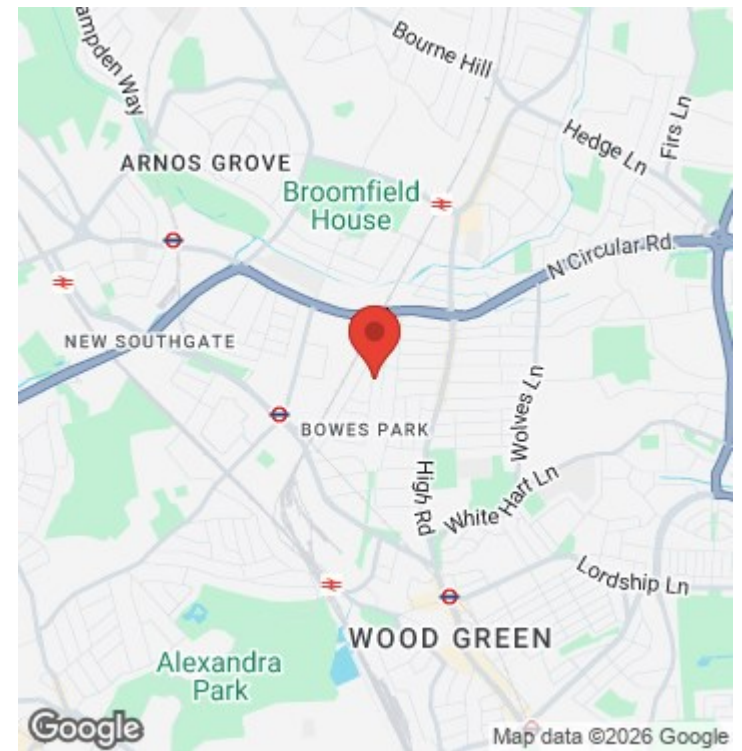 ampden Way
Bourne Hill
Firs Ln
Hedge Ln
ARNOS GROVE
Broomfield
House
N Circular Rd.
NEW SOUTHGATE
Wolves Ln
BOWES PARK
High Rd
White Hart Ln
Lordship Ln
WOOD GREEN
Alexandra
Park
Google
Map data ©2026 Google